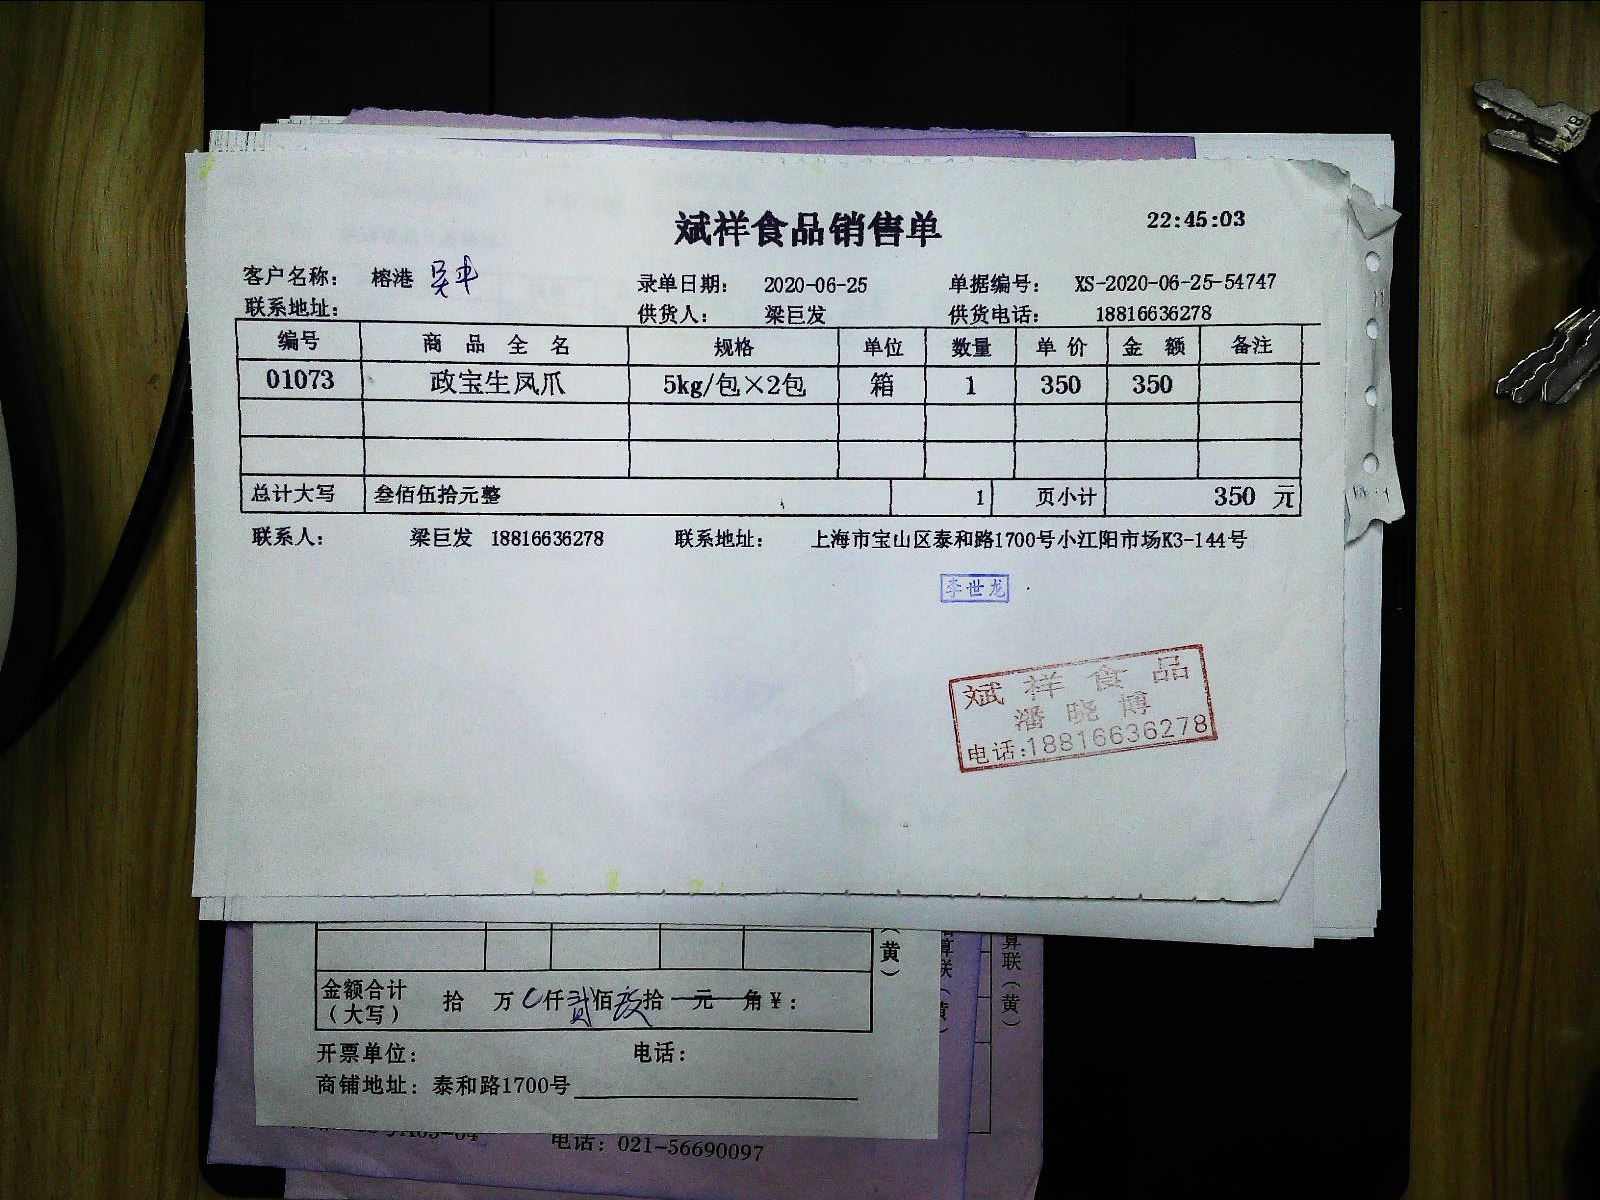 斌祥食品销售单 22:45:03
客户名称： 榕港 录单日期： 2020-06-25 单据编号： XS-2020-06-25-54747
联系地址： 供货人： 梁巨发 供货电话： 18816636278
编号 商品全名 规格 单位 数量 单价 金额 备注
01073 政宝生凤爪 5kg/包×2包 箱 1 350 350
总计大写 叁佰伍拾元整 1 页小计 350 元
联系人： 梁巨发 18816636278 联系地址： 上海市宝山区泰和路1700号小江阳市场K3-144号
李世龙
斌祥食品
潘晓博
电话:18816636278
（黄）
算联（黄）
金额合计（大写） 拾 万 仟贰佰 拾 元 角¥：
开票单位： 电话：
商铺地址：泰和路1700号
电话：021-56690097